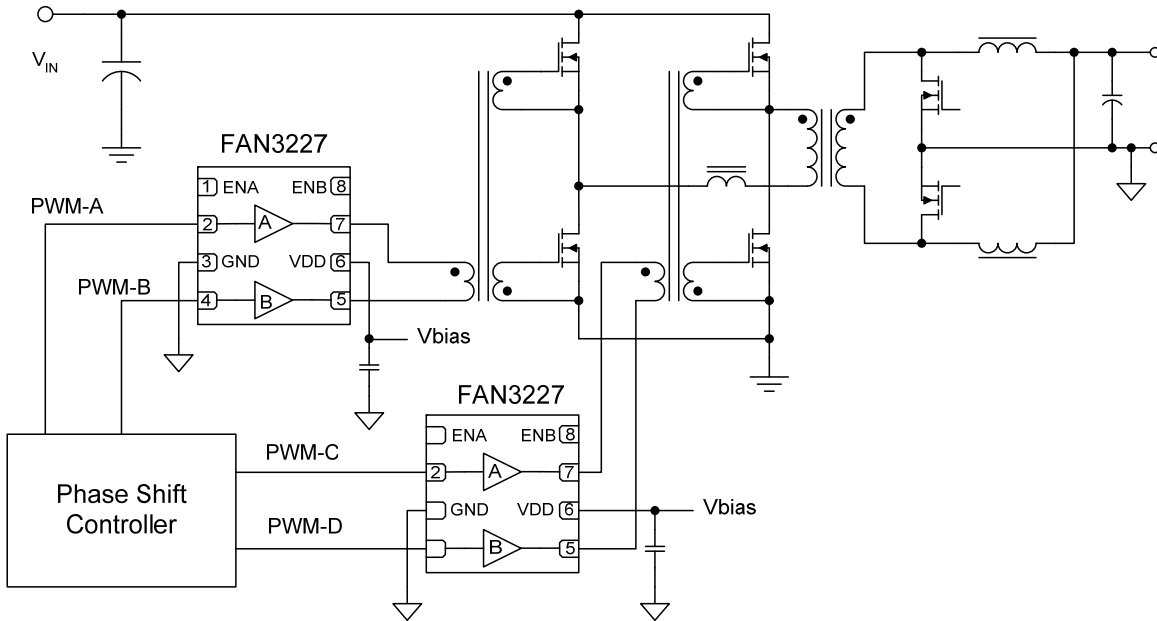 V_IN
FAN3227
1 ENA ENB 8
PWM-A
2 A 7
3 GND VDD 6
PWM-B
4 B 5
Vbias
FAN3227
ENA ENB 8
PWM-C
2 A 7
Phase Shift
Controller
GND VDD 6
Vbias
PWM-D
B 5